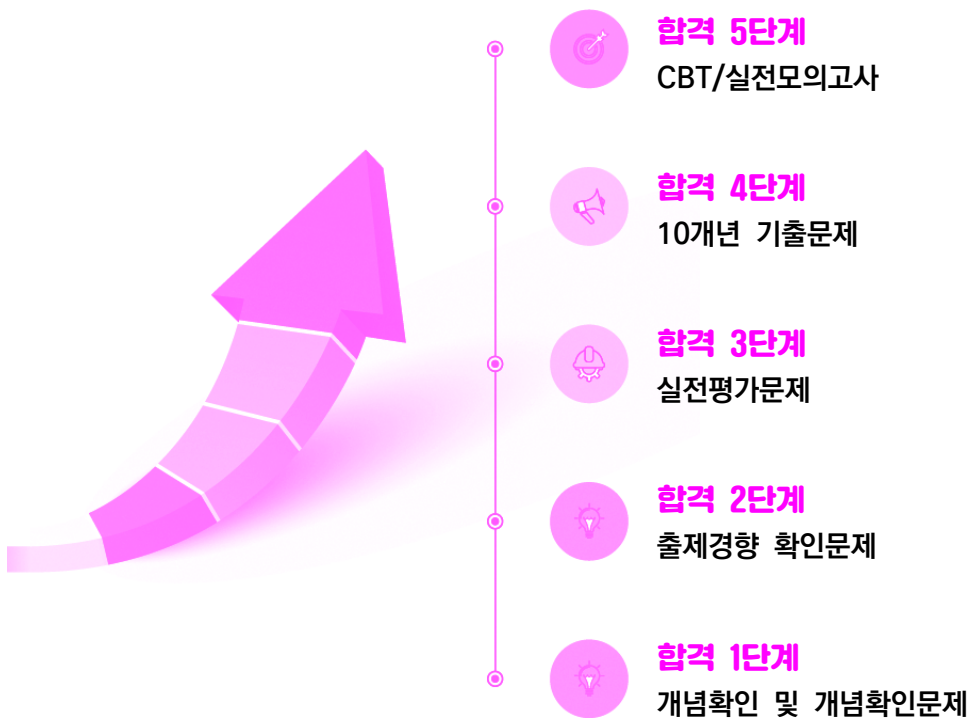 합격 5단계
CBT/실전모의고사
합격 4단계
10개년 기출문제
합격 3단계
실전평가문제
합격 2단계
출제경향 확인문제
합격 1단계
개념확인 및 개념확인문제